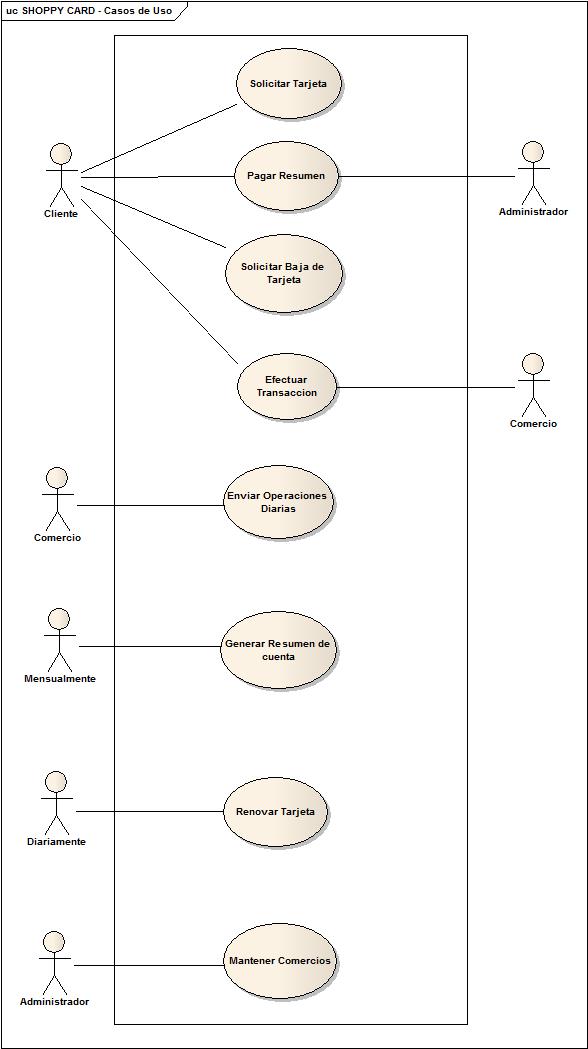 uc SHOPPY CARD - Casos de Uso
Solicitar Tarjeta
Cliente
Pagar Resumen
Administrador
Solicitar Baja de
Tarjeta
Efectuar
Transaccion
Comercio
Enviar Operaciones
Diarias
Comercio
Generar Resumen de
cuenta
Mensualmente
Renovar Tarjeta
Diariamente
Mantener Comercios
Administrador